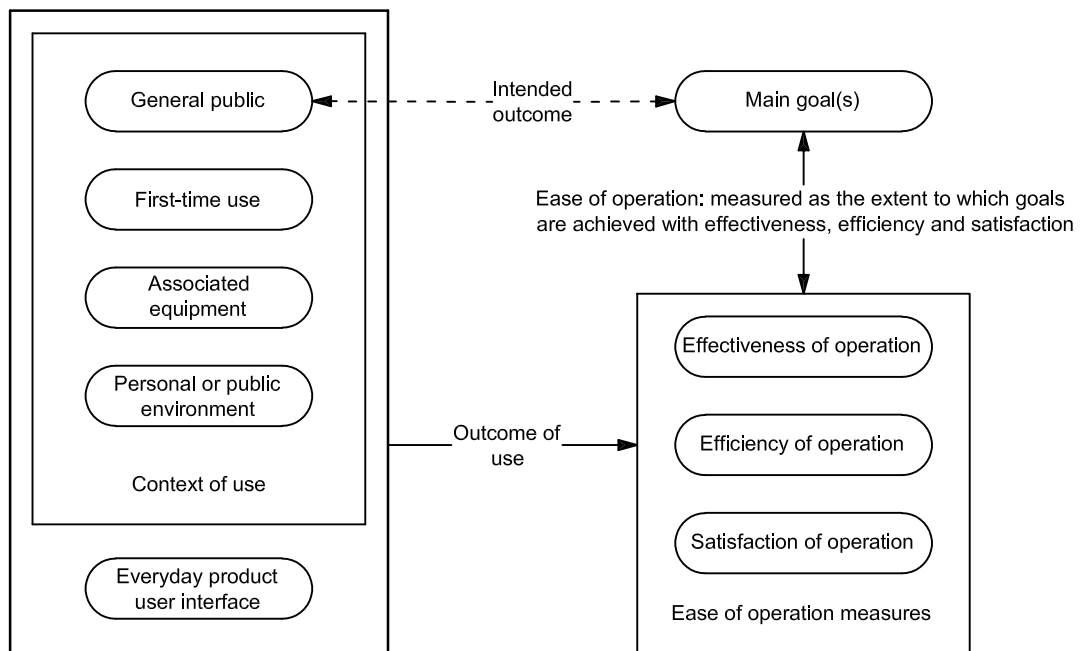 General public
First-time use
Associated
equipment
Personal or public
environment
Context of use
Everyday product
user interface
Intended
outcome
Outcome of
use
Main goal(s)
Ease of operation: measured as the extent to which goals
are achieved with effectiveness, efficiency and satisfaction
Effectiveness of operation
Efficiency of operation
Satisfaction of operation
Ease of operation measures